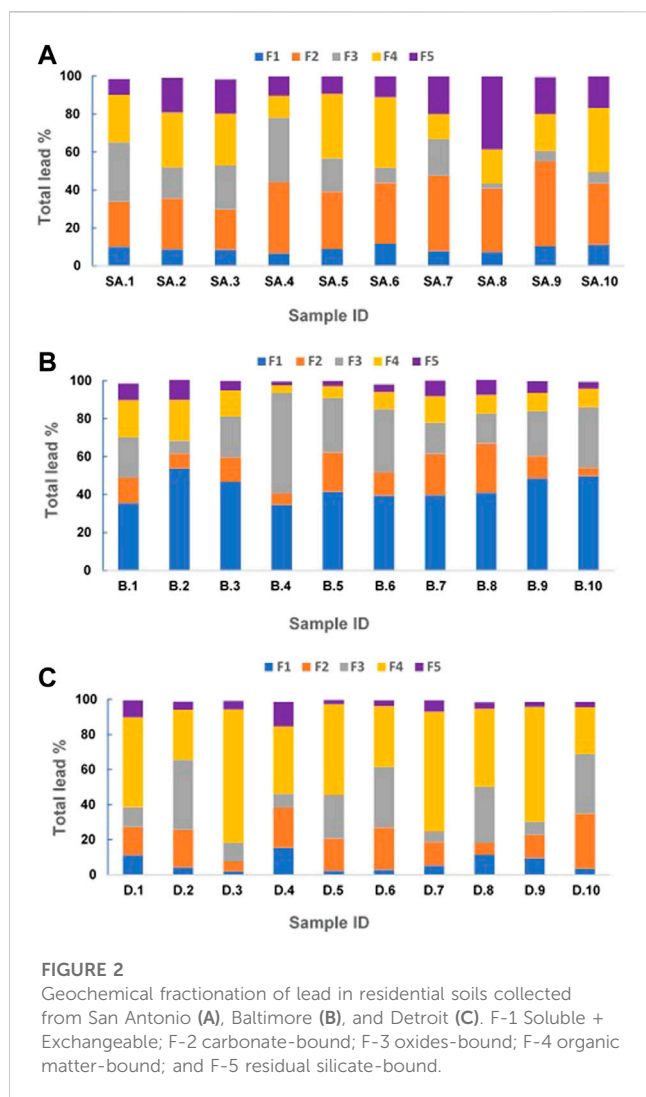 A
F1 F2 F3 F4 F5
Total lead %
100
80
60
40
20
0
SA.1 SA.2 SA.3 SA.4 SA.5 SA.6 SA.7 SA.8 SA.9 SA.10
Sample ID
B
F1 F2 F3 F4 F5
Total lead %
100
80
60
40
20
0
B.1 B.2 B.3 B.4 B.5 B.6 B.7 B.8 B.9 B.10
Sample ID
C
F1 F2 F3 F4 F5
Total lead %
100
80
60
40
20
0
D.1 D.2 D.3 D.4 D.5 D.6 D.7 D.8 D.9 D.10
Sample ID
FIGURE 2
Geochemical fractionation of lead in residential soils collected
from San Antonio (A), Baltimore (B), and Detroit (C). F-1 Soluble +
Exchangeable; F-2 carbonate-bound; F-3 oxides-bound; F-4 organic
matter-bound; and F-5 residual silicate-bound.